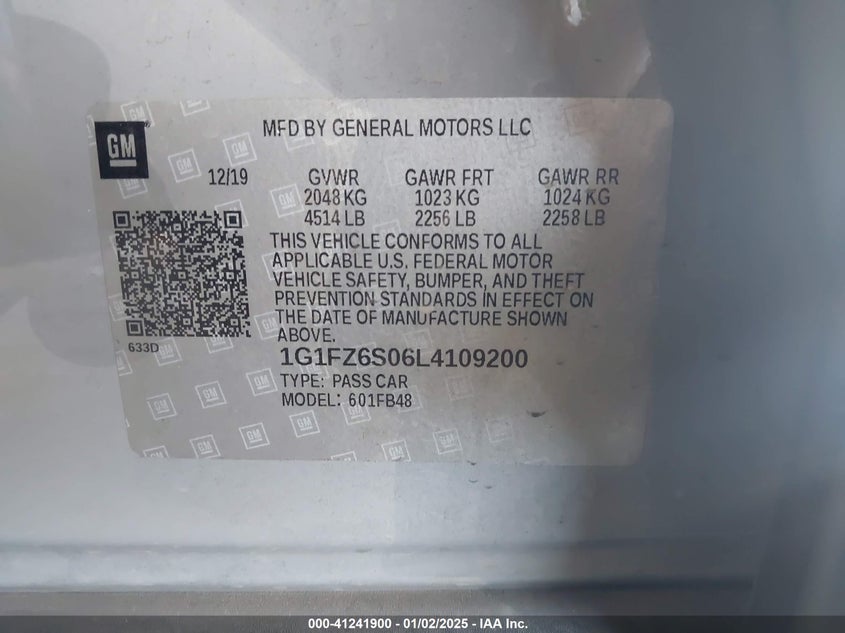 GM
MFD BY GENERAL MOTORS LLC
12/19 GVWR GAWR FRT GAWR RR
2048 KG 1023 KG 1024 KG
4514 LB 2256 LB 2258 LB
THIS VEHICLE CONFORMS TO ALL
APPLICABLE U.S. FEDERAL MOTOR
VEHICLE SAFETY, BUMPER, AND THEFT
PREVENTION STANDARDS IN EFFECT ON
THE DATE OF MANUFACTURE SHOWN
ABOVE.
633D
1G1FZ6S06L4109200
TYPE: PASS CAR
MODEL: 601FB48
000-41241900 - 01/02/2025 - IAA Inc.